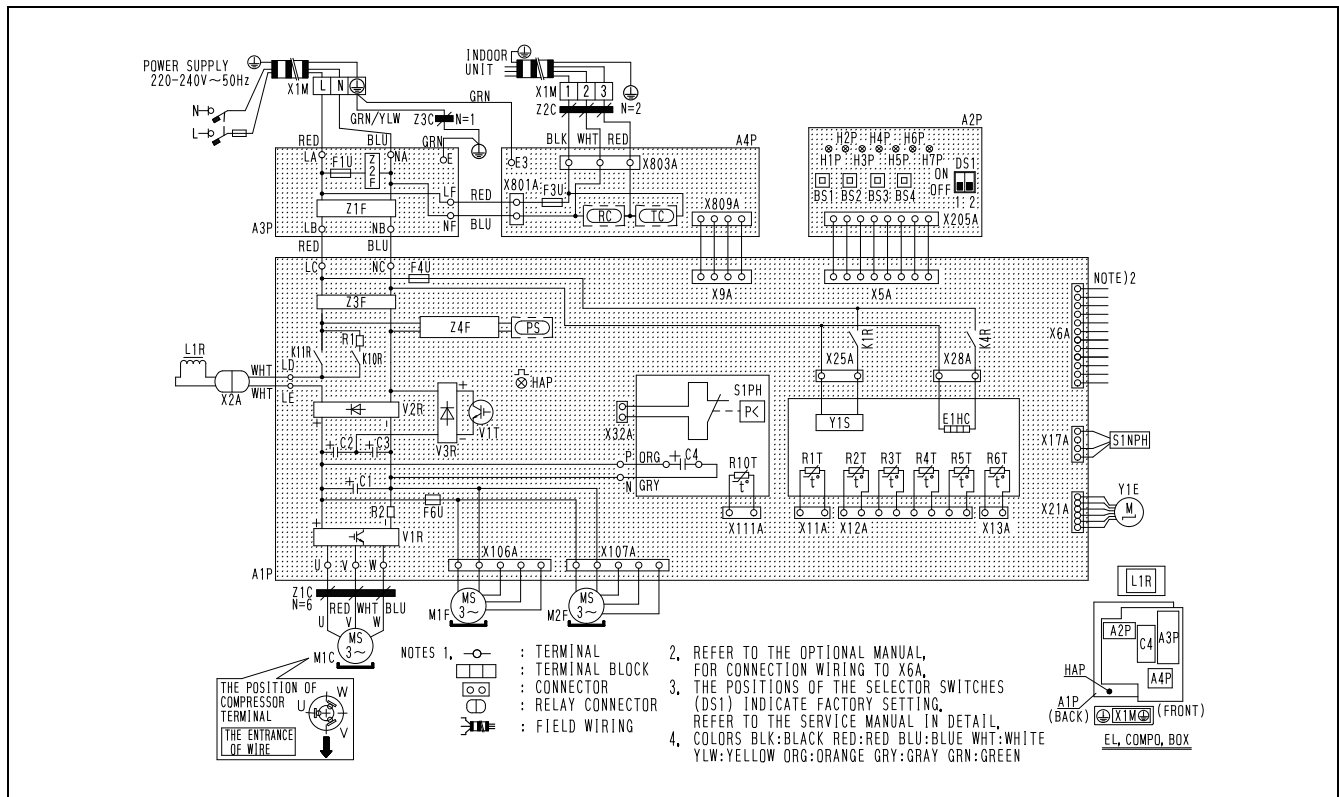 POWER SUPPLY
220-240V～50Hz
INDOOR
UNIT
X1M
L N
X1M
1 2 3
Z2C
N=2
GRN
N
L
GRN/YLW
Z3C
N=1
RED
BLU
GRN
BLK
WHT
RED
A4P
A2P
LA
F1U
Z2F
NA
E
E3
X803A
X801A
F3U
LF
RED
NF
BLU
Z1F
A3P
LB
NB
RC
TC
X809A
H2P
H4P
H6P
H1P
H3P
H5P
H7P
DS1
ON
OFF
1 2
BS1
BS2
BS3
BS4
X205A
RED
BLU
LC
NC
F4U
X9A
X5A
NOTE)2
Z3F
Z4F
PS
R1
K11R
K10R
K1R
K4R
X6A
L1R
X2A
WHT
LD
WHT
LE
X25A
X28A
HAP
V2R
V3R
V1T
+
−
+
−
S1PH
P<
X32A
Y1S
E1HC
X17A
S1NPH
+
C2
+
C3
P
ORG
+
C4
N
GRY
R10T
t°
R1T
t°
R2T
t°
R3T
t°
R4T
t°
R5T
t°
R6T
t°
+
C1
R2
F6U
X111A
X11A
X12A
X13A
X21A
Y1E
M
+
−
V1R
U
V
W
A1P
X106A
X107A
Z1C
N=6
RED
WHT
BLU
U
V
W
MS
3～
M1C
MS
3～
M1F
MS
3～
M2F
THE POSITION OF
COMPRESSOR
TERMINAL
U
W
V
THE ENTRANCE
OF WIRE
NOTES 1.
: TERMINAL
: TERMINAL BLOCK
: CONNECTOR
: RELAY CONNECTOR
: FIELD WIRING
2. REFER TO THE OPTIONAL MANUAL,
FOR CONNECTION WIRING TO X6A.
3. THE POSITIONS OF THE SELECTOR SWITCHES
(DS1) INDICATE FACTORY SETTING.
REFER TO THE SERVICE MANUAL IN DETAIL.
4. COLORS BLK:BLACK RED:RED BLU:BLUE WHT:WHITE
YLW:YELLOW ORG:ORANGE GRY:GRAY GRN:GREEN
L1R
A2P
C4
A3P
A4P
HAP
A1P
(BACK)
X1M
(FRONT)
EL. COMPO. BOX